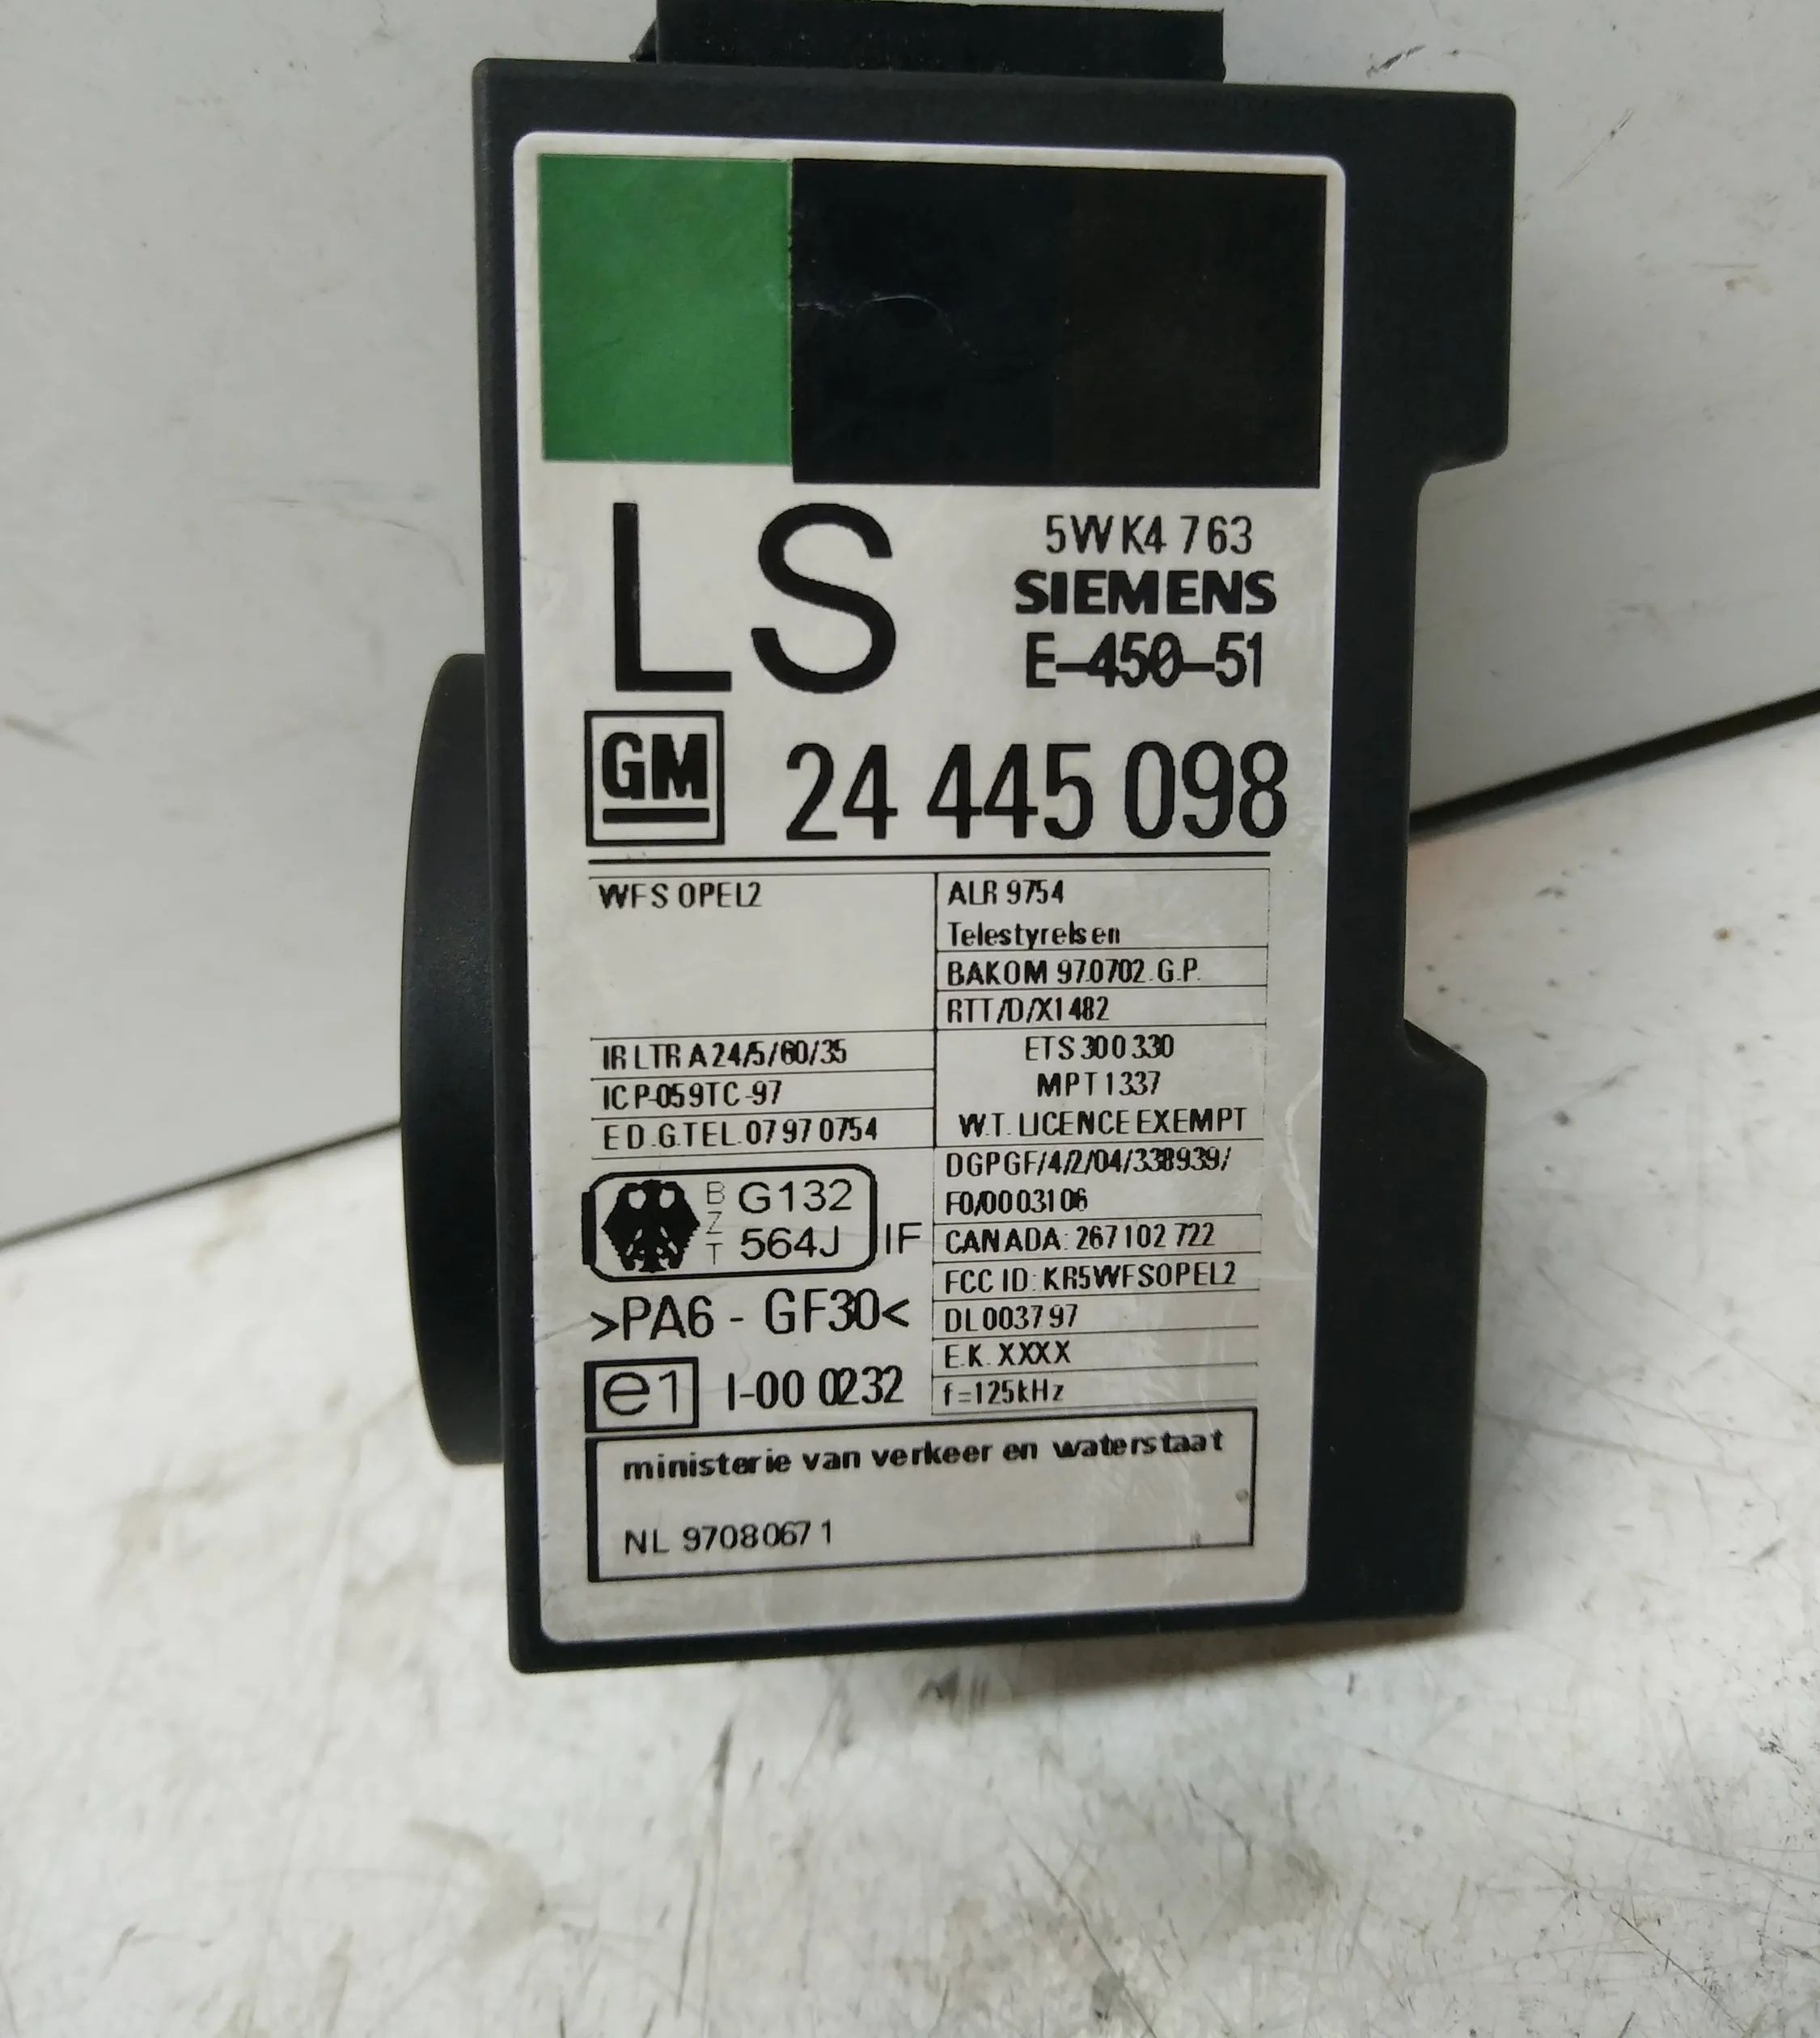 LS
5WK4 763
SIEMENS
E-450-51
GM 24 445 098
WFS OPEL2
IR LTR A 24/5/60/35
ICP-059TC-97
ED.G.TEL.07 97 0754
ALR 9754
Telestyrelsen
BAKOM 97.0702.G.P.
RTT/D/X1482
ETS 300 330
MPT 1337
W.T. LICENCE EXEMPT
DGPGF/4/2/04/338939/
F0/0003106
CANADA: 267 102 722
FCC ID: KR5WFSOPEL2
DL 0037 97
E.K. XXXX
f=125kHz
BZT G132
564J IF
>PA6 - GF30<
e1 I-00 0232
ministerie van verkeer en waterstaat
NL 97080671